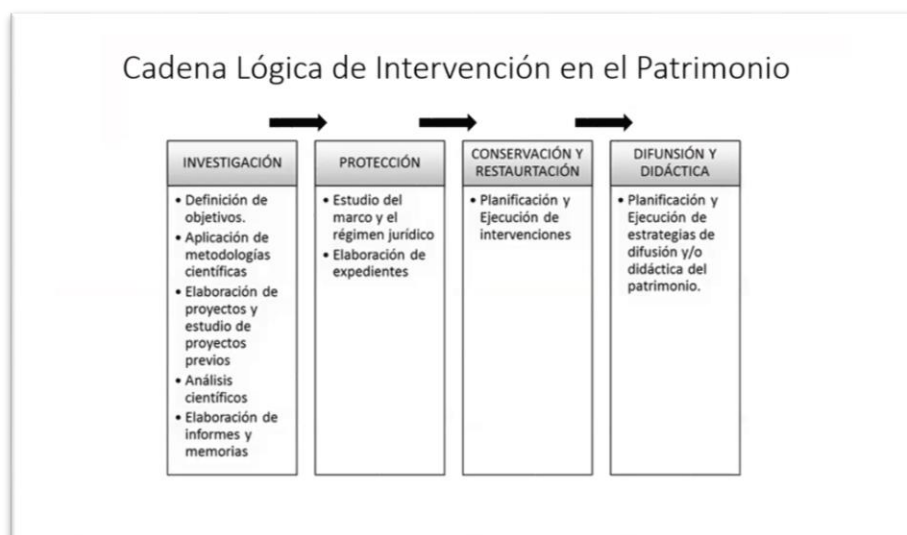 Cadena Lógica de Intervención en el Patrimonio
INVESTIGACIÓN
• Definición de
objetivos.
• Aplicación de
metodologías
científicas
• Elaboración de
proyectos y
estudio de
proyectos
previos
• Análisis
científicos
• Elaboración de
informes y
memorias
PROTECCIÓN
• Estudio del
marco y el
régimen jurídico
• Elaboración de
expedientes
CONSERVACIÓN Y
RESTAURTACIÓN
• Planificación y
Ejecución de
intervenciones
DIFUNSIÓN Y
DIDÁCTICA
• Planificación y
Ejecución de
estrategias de
difusión y/o
didáctica del
patrimonio.